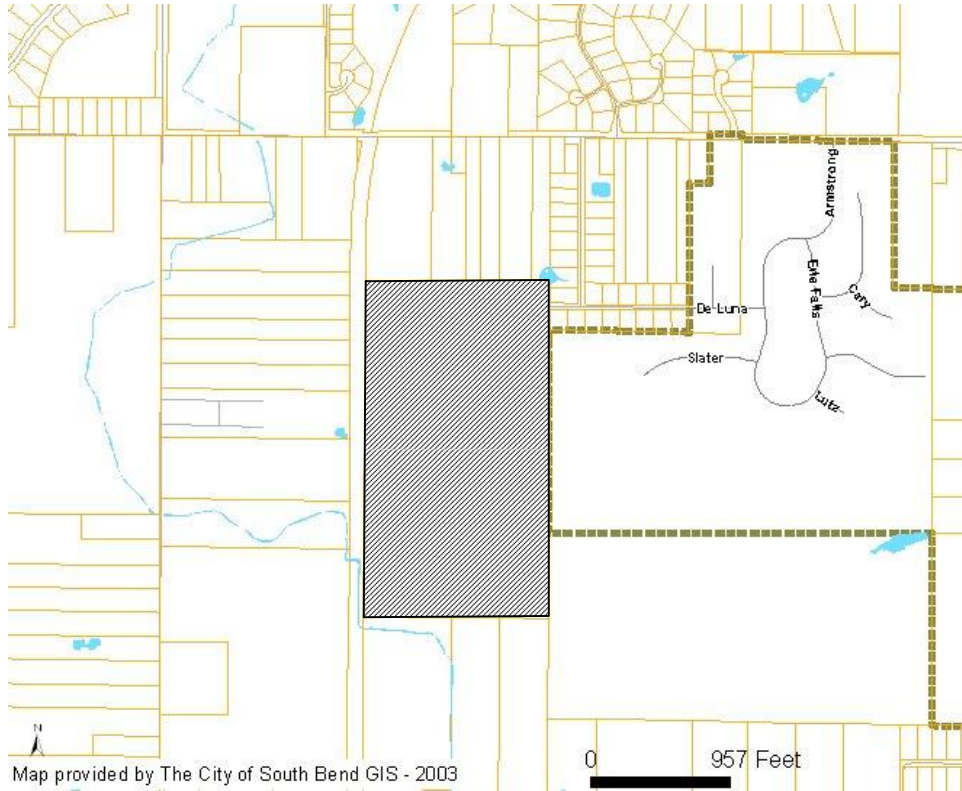 Armstrong
Erie Falls
Cary
De Luna
Slater
Lutz
N
0 957 Feet
Map provided by The City of South Bend GIS - 2003